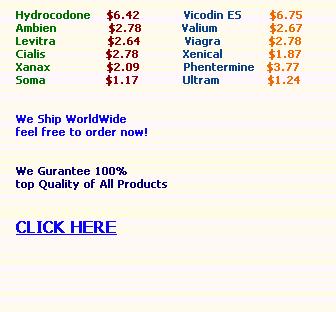 Hydrocodone $6.42 Vicodin ES $6.75
Ambien $2.78 Valium $2.67
Levitra $2.64 Viagra $2.78
Cialis $2.78 Xenical $1.87
Xanax $2.09 Phentermine $3.77
Soma $1.17 Ultram $1.24
We Ship WorldWide
feel free to order now!
We Gurantee 100%
top Quality of All Products
CLICK HERE